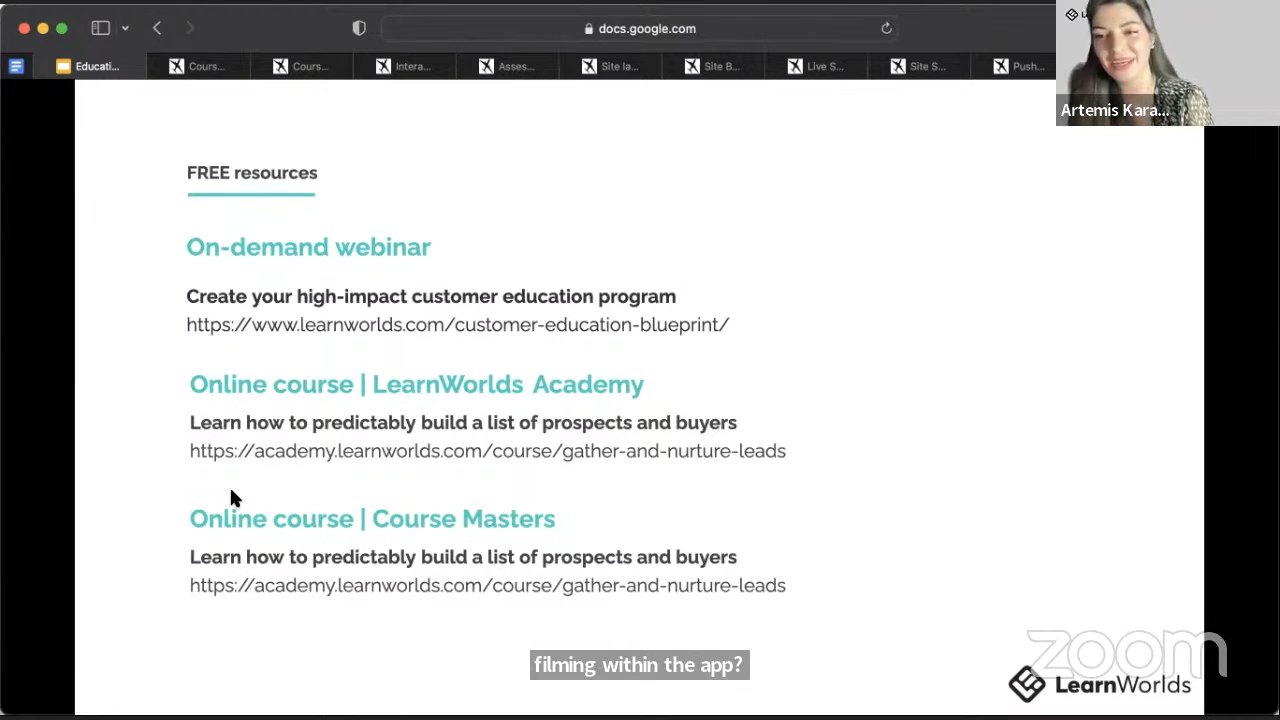 docs.google.com
Educati...
Cours...
Cours...
Intera...
Asses...
Site la...
Site B...
Live S...
Site S...
Push...
Artemis Kara...
FREE resources
On-demand webinar
Create your high-impact customer education program
https://www.learnworlds.com/customer-education-blueprint/
Online course | LearnWorlds Academy
Learn how to predictably build a list of prospects and buyers
https://academy.learnworlds.com/course/gather-and-nurture-leads
Online course | Course Masters
Learn how to predictably build a list of prospects and buyers
https://academy.learnworlds.com/course/gather-and-nurture-leads
filming within the app?
zoom
LearnWorlds